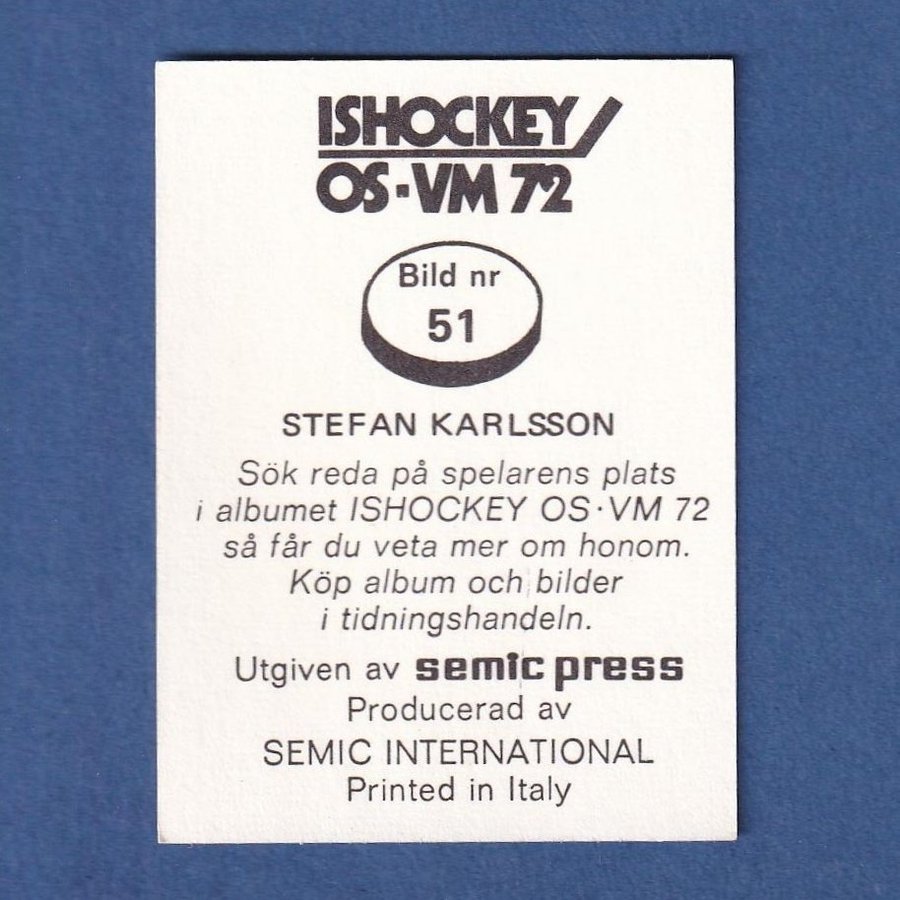 ISHOCKEY
OS-VM 72
Bild nr
51
STEFAN KARLSSON
Sök reda på spelarens plats
i albumet ISHOCKEY OS·VM 72
så får du veta mer om honom.
Köp album och bilder
i tidningshandeln.
Utgiven av semic press
Producerad av
SEMIC INTERNATIONAL
Printed in Italy